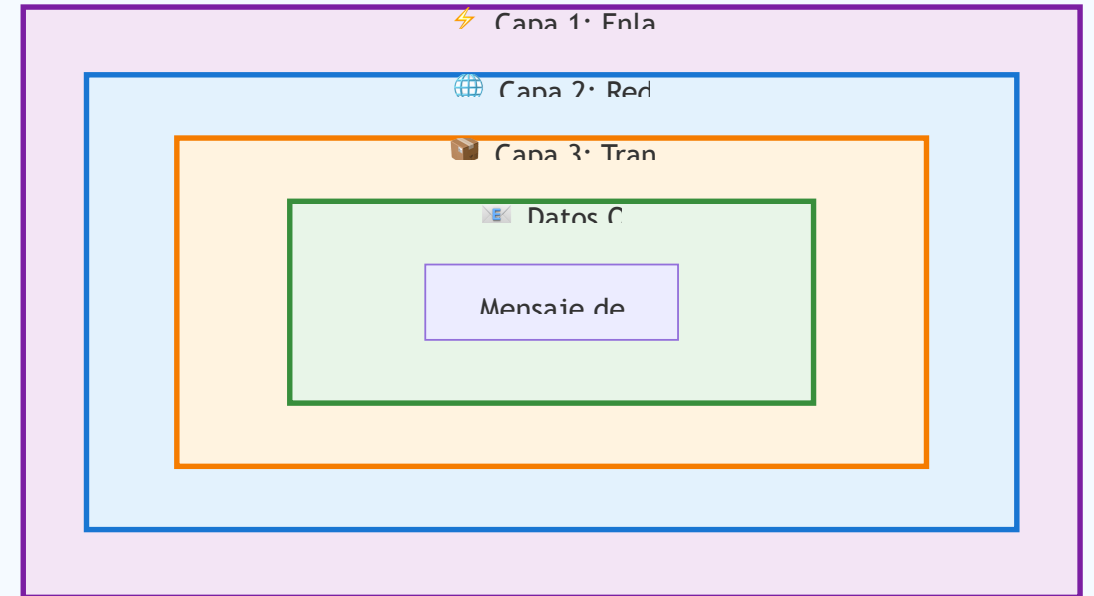 ⚡ Capa 1: Enla
🌐 Capa 2: Red
📦 Capa 3: Tran
📧 Datos C
Mensaje de